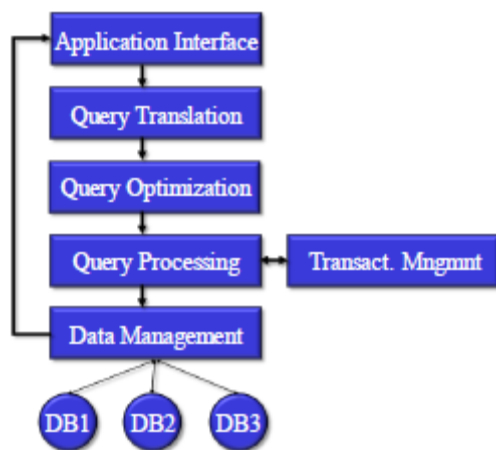 Application Interface
Query Translation
Query Optimization
Query Processing
Transact. Mngmnt
Data Management
DB1
DB2
DB3